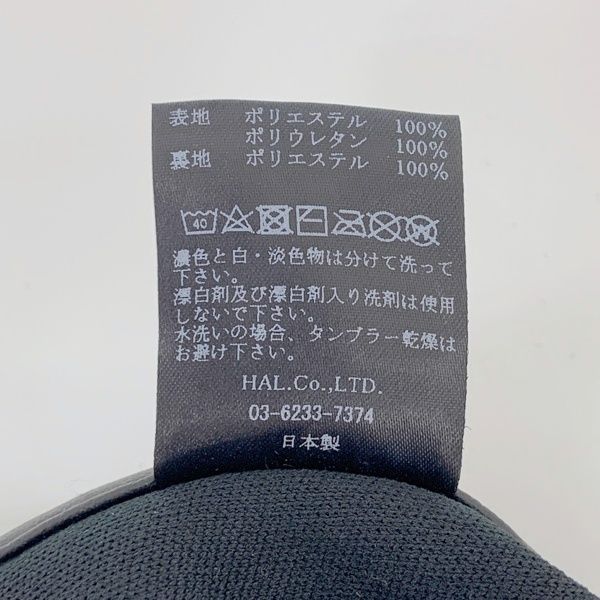 表地 ポリエステル 100%
ポリウレタン 100%
裏地 ポリエステル 100%
40
濃色と白・淡色物は分けて洗って
下さい。
漂白剤及び漂白剤入り洗剤は使用
しないで下さい。
水洗いの場合、タンブラー乾燥は
お避け下さい。
HAL.Co.,LTD.
03-6233-7374
日本製